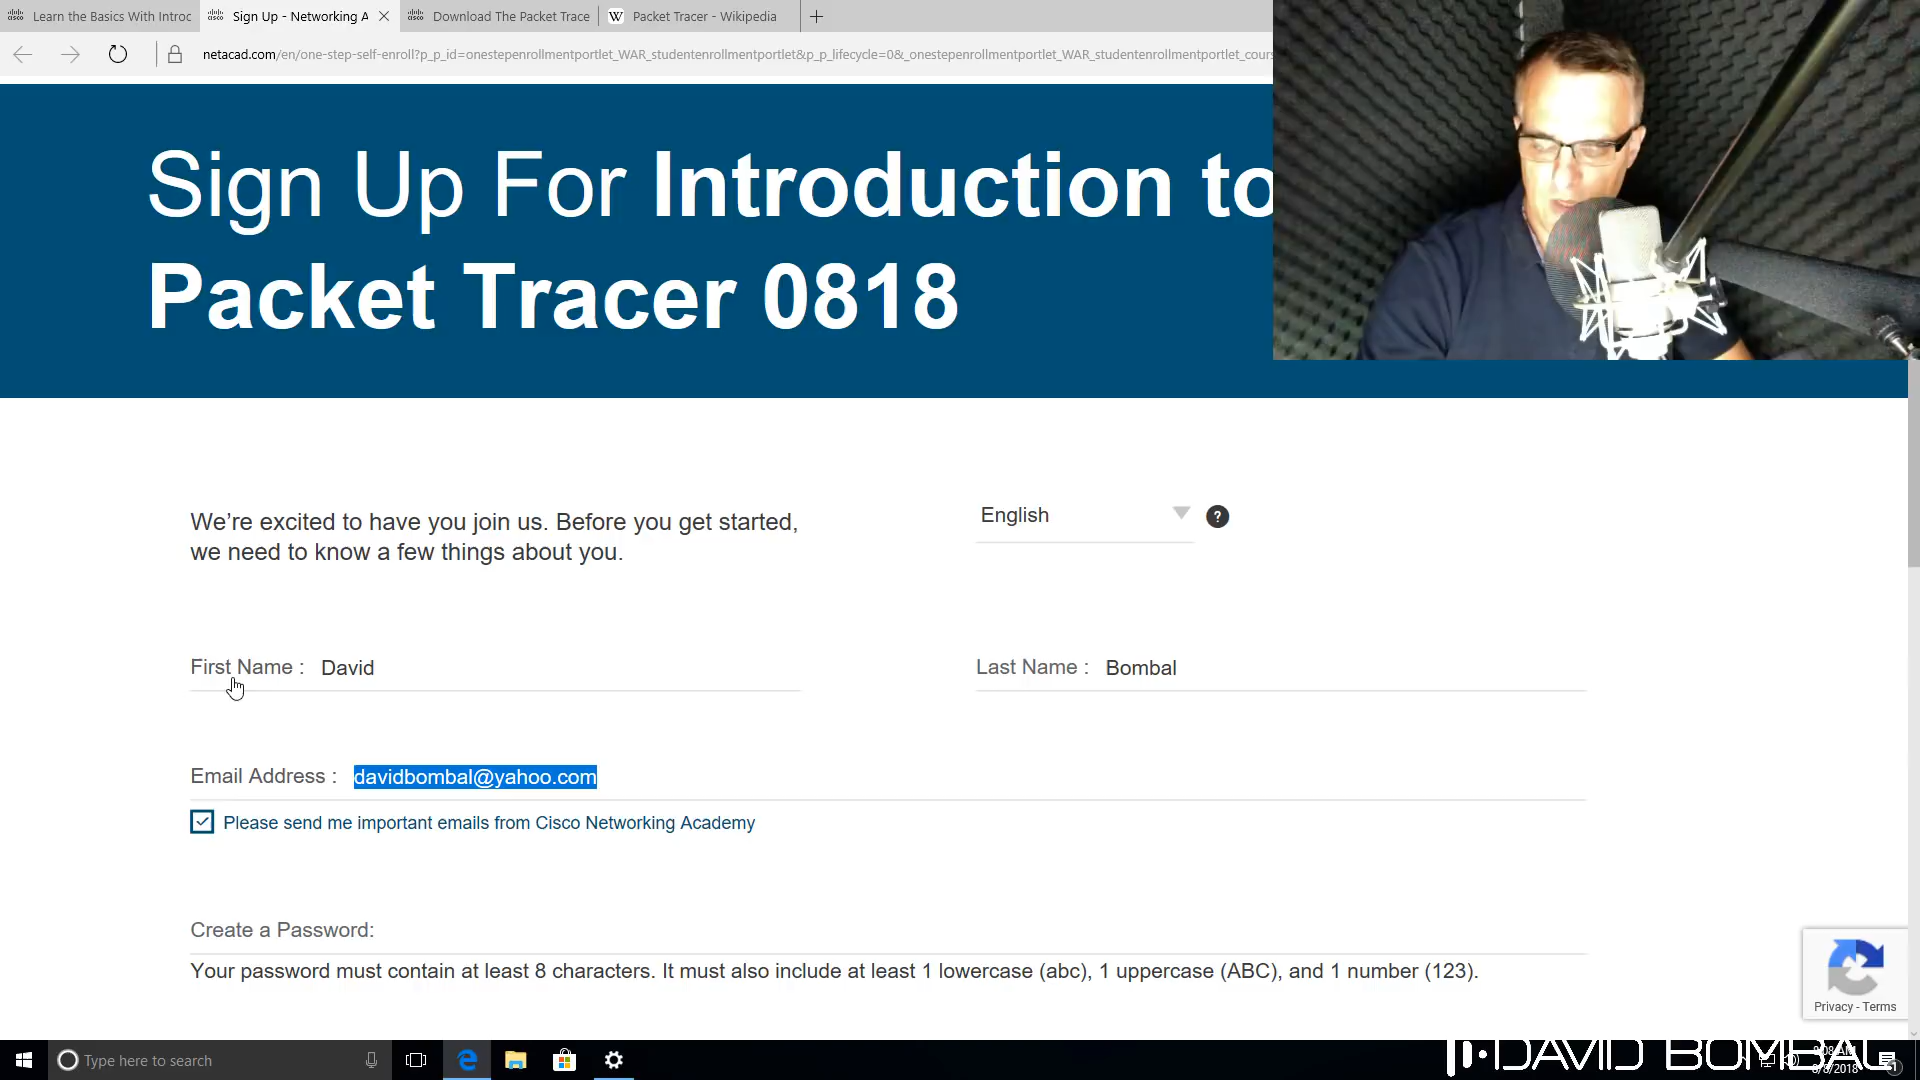 Learn the Basics With Introc
Sign Up - Networking A
Download The Packet Trace
W Packet Tracer - Wikipedia
netacad.com/en/one-step-self-enroll?p_p_id=onestepenrollmentportlet_WAR_studentenrollmentportlet&p_p_lifecycle=0&_onestepenrollmentportlet_WAR_studentenrollmentportlet_cours
Sign Up For Introduction to
Packet Tracer 0818
We’re excited to have you join us. Before you get started,
we need to know a few things about you.
English
?
First Name : David
Last Name : Bombal
Email Address : davidbombal@yahoo.com
Please send me important emails from Cisco Networking Academy
Create a Password:
Your password must contain at least 8 characters. It must also include at least 1 lowercase (abc), 1 uppercase (ABC), and 1 number (123).
Privacy - Terms
Type here to search
DAVID BOMBAL
8/8/2018